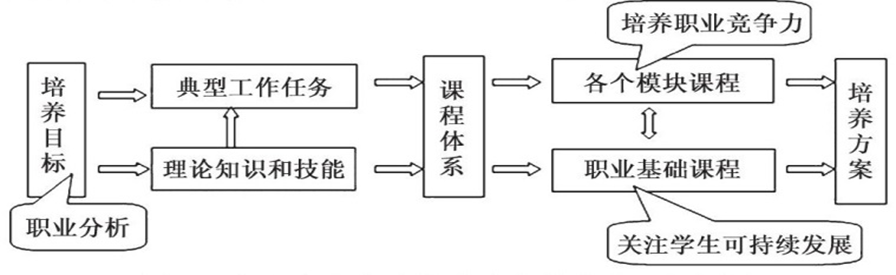 培养职业竞争力
培养目标
典型工作任务
课程体系
各个模块课程
培养方案
理论知识和技能
职业基础课程
职业分析
关注学生可持续发展